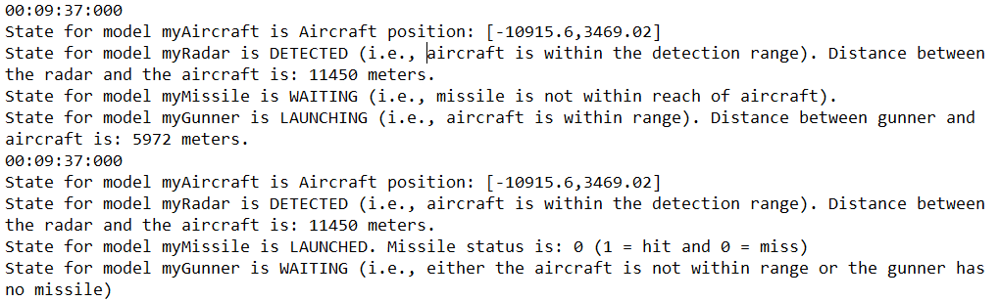 00:09:37:000
State for model myAircraft is Aircraft position: [-10915.6,3469.02]
State for model myRadar is DETECTED (i.e., aircraft is within the detection range). Distance between
the radar and the aircraft is: 11450 meters.
State for model myMissile is WAITING (i.e., missile is not within reach of aircraft).
State for model myGunner is LAUNCHING (i.e., aircraft is within range). Distance between gunner and
aircraft is: 5972 meters.
00:09:37:000
State for model myAircraft is Aircraft position: [-10915.6,3469.02]
State for model myRadar is DETECTED (i.e., aircraft is within the detection range). Distance between
the radar and the aircraft is: 11450 meters.
State for model myMissile is LAUNCHED. Missile status is: 0 (1 = hit and 0 = miss)
State for model myGunner is WAITING (i.e., either the aircraft is not within range or the gunner has
no missile)